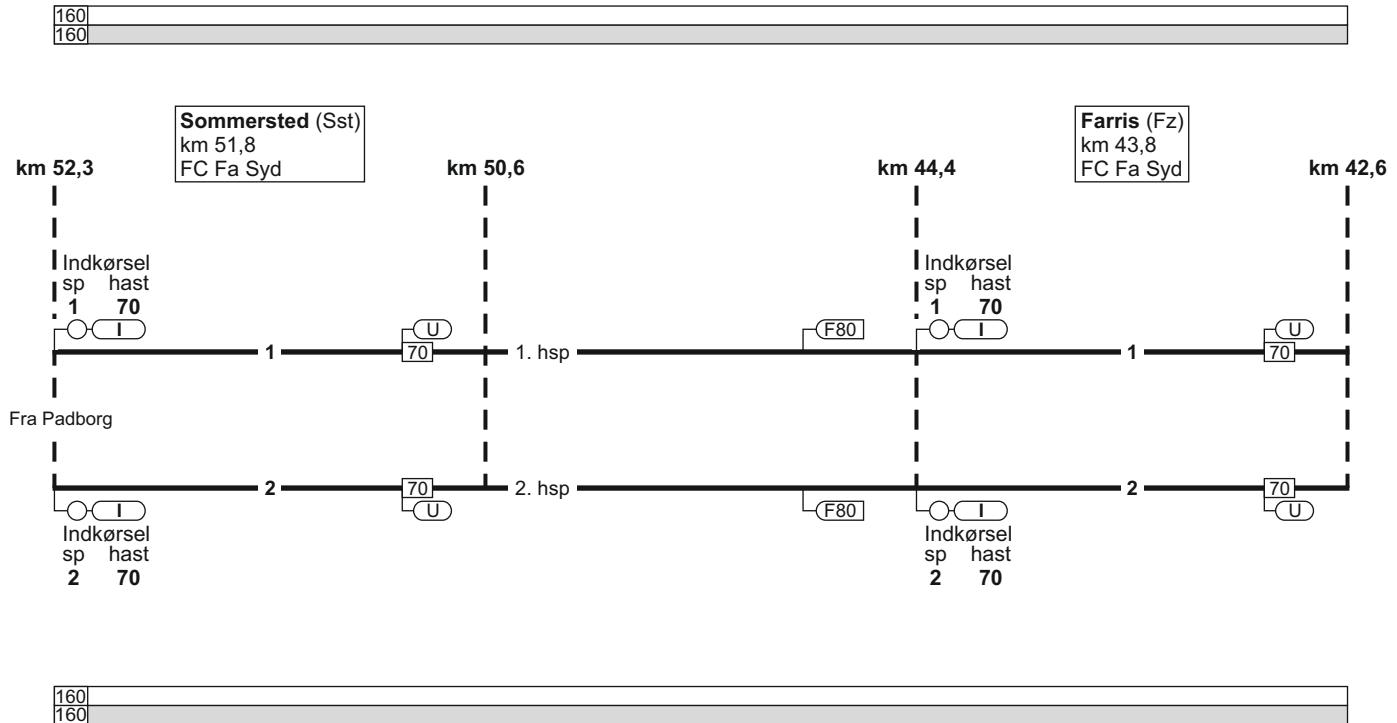 160
160
Sommersted (Sst)
km 51,8
FC Fa Syd
Farris (Fz)
km 43,8
FC Fa Syd
km 52,3
km 50,6
km 44,4
km 42,6
Indkørsel
sp hast
1 70
I
U
F80
Indkørsel
sp hast
1 70
I
U
1
70
1. hsp
1
70
Fra Padborg
2
70
2. hsp
2
70
I
U
F80
I
U
Indkørsel
sp hast
2 70
Indkørsel
sp hast
2 70
160
160